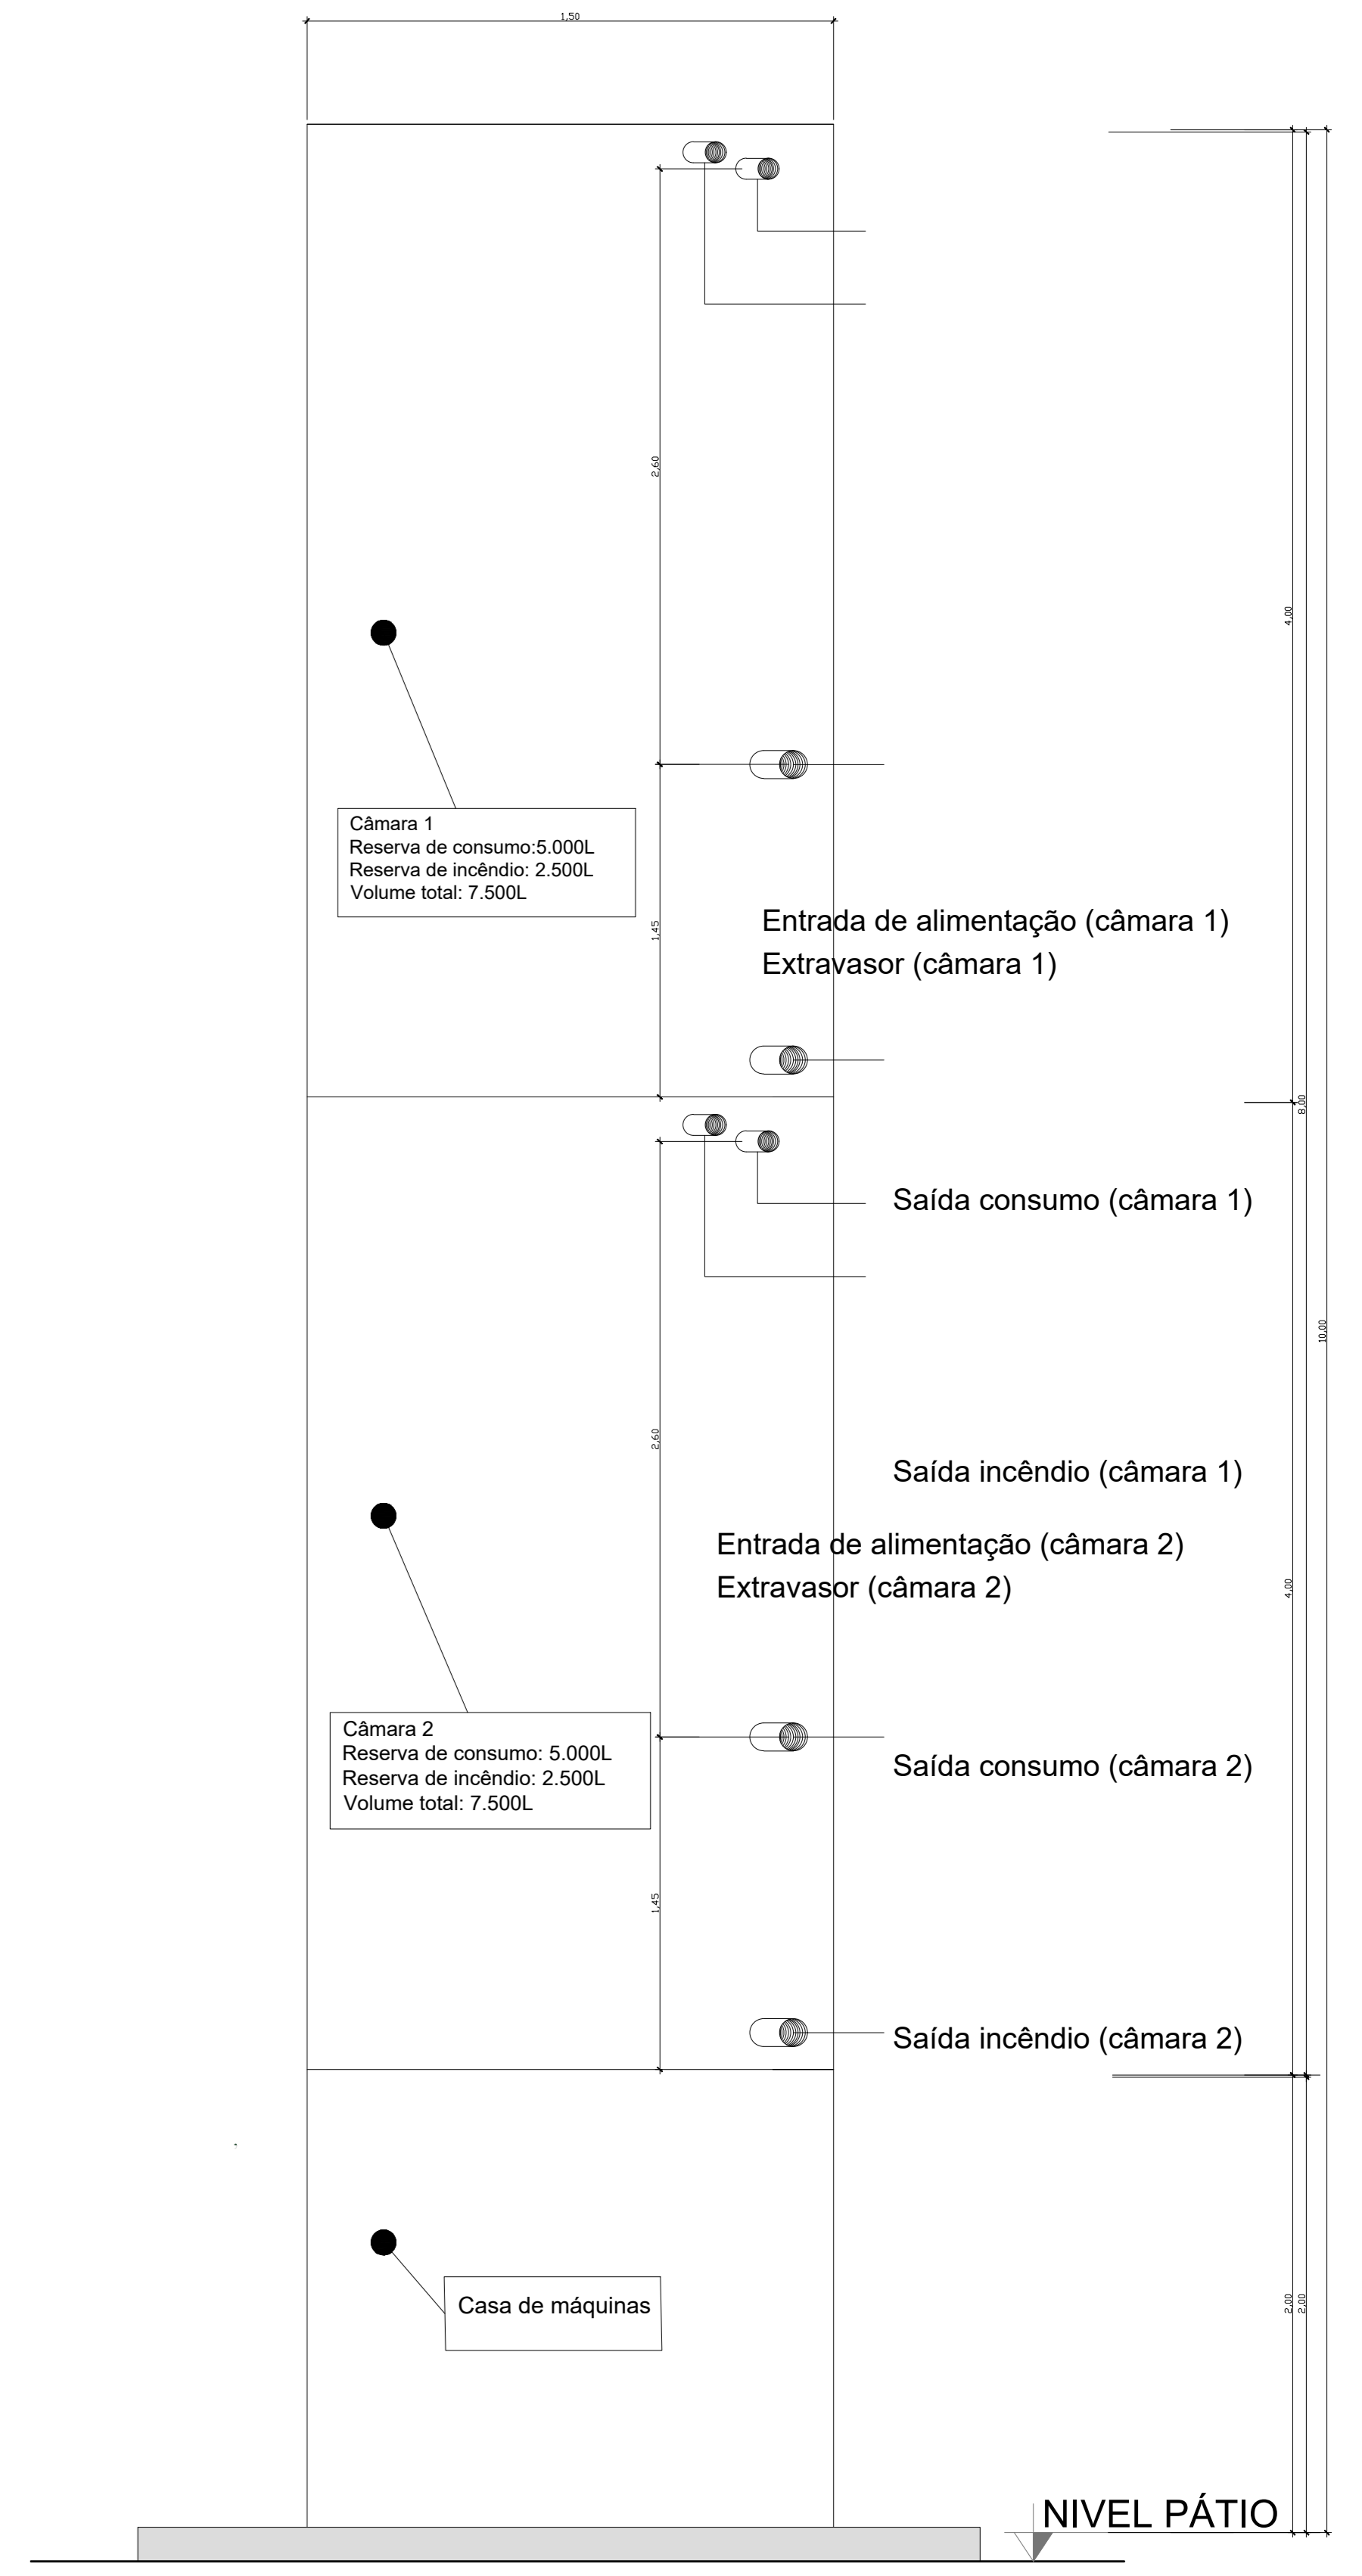 1,50
2,60
4,00
Câmara 1
Reserva de consumo:5.000L
Reserva de incêndio: 2.500L
Volume total: 7.500L
1,45
Entrada de alimentação (câmara 1)
Extravasor (câmara 1)
8,00
Saída consumo (câmara 1)
10,00
2,60
Saída incêndio (câmara 1)
Entrada de alimentação (câmara 2)
Extravasor (câmara 2)
4,00
Câmara 2
Reserva de consumo: 5.000L
Reserva de incêndio: 2.500L
Volume total: 7.500L
Saída consumo (câmara 2)
1,45
Saída incêndio (câmara 2)
Casa de máquinas
2,00
2,00
NIVEL PÁTIO